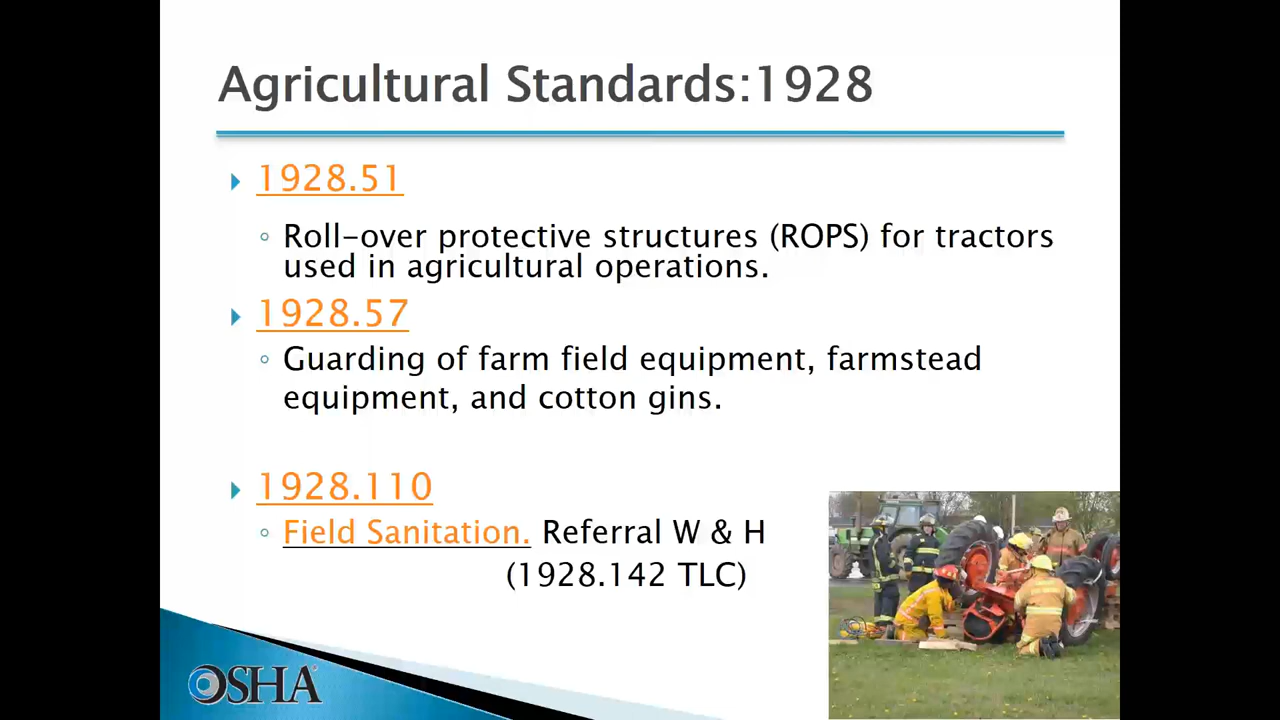 Agricultural Standards:1928
1928.51
Roll-over protective structures (ROPS) for tractors
used in agricultural operations.
1928.57
Guarding of farm field equipment, farmstead
equipment, and cotton gins.
1928.110
Field Sanitation. Referral W & H
(1928.142 TLC)
OSHA®